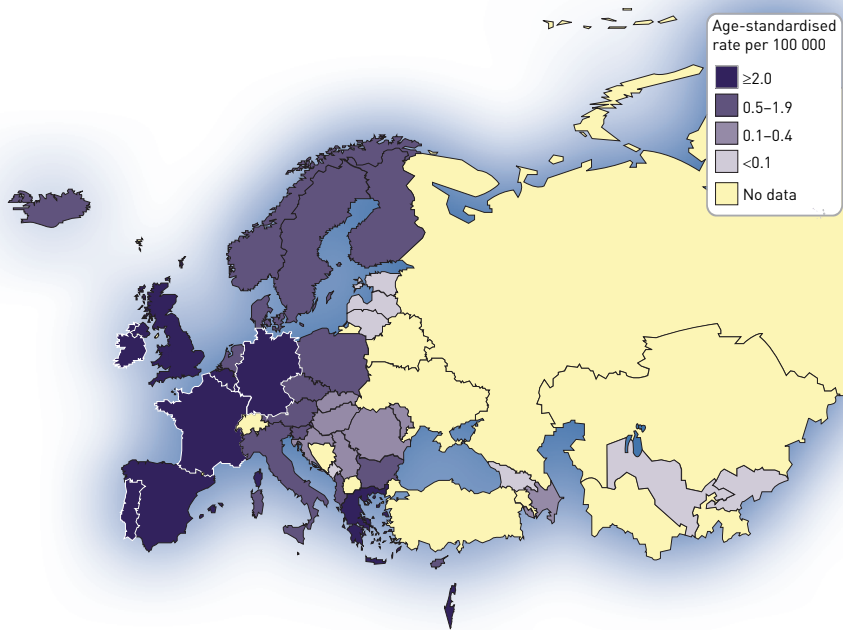 Age-standardised
rate per 100 000
≥2.0
0.5–1.9
0.1–0.4
<0.1
No data